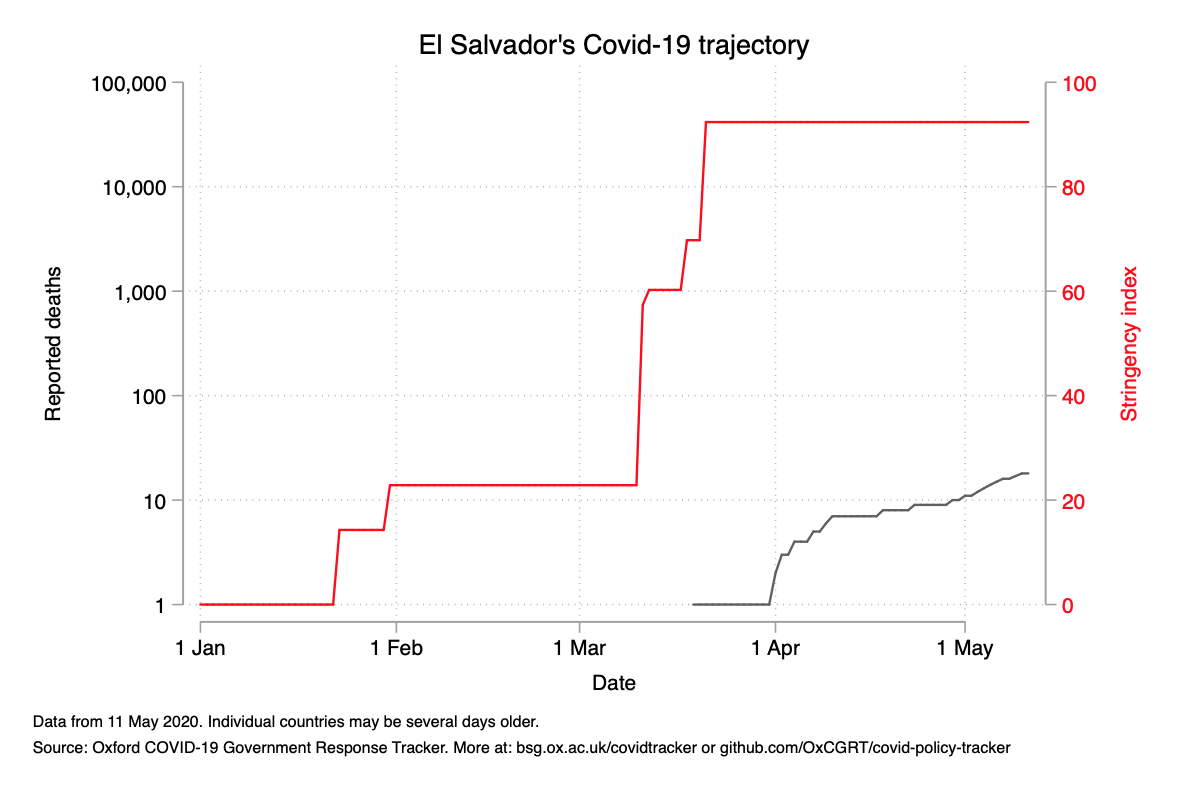 El Salvador's Covid-19 trajectory
100,000
10,000
1,000
100
10
1
Reported deaths
100
80
60
40
20
0
Stringency index
1 Jan 1 Feb 1 Mar 1 Apr 1 May
Date
Data from 11 May 2020. Individual countries may be several days older.
Source: Oxford COVID-19 Government Response Tracker. More at: bsg.ox.ac.uk/covidtracker or github.com/OxCGRT/covid-policy-tracker